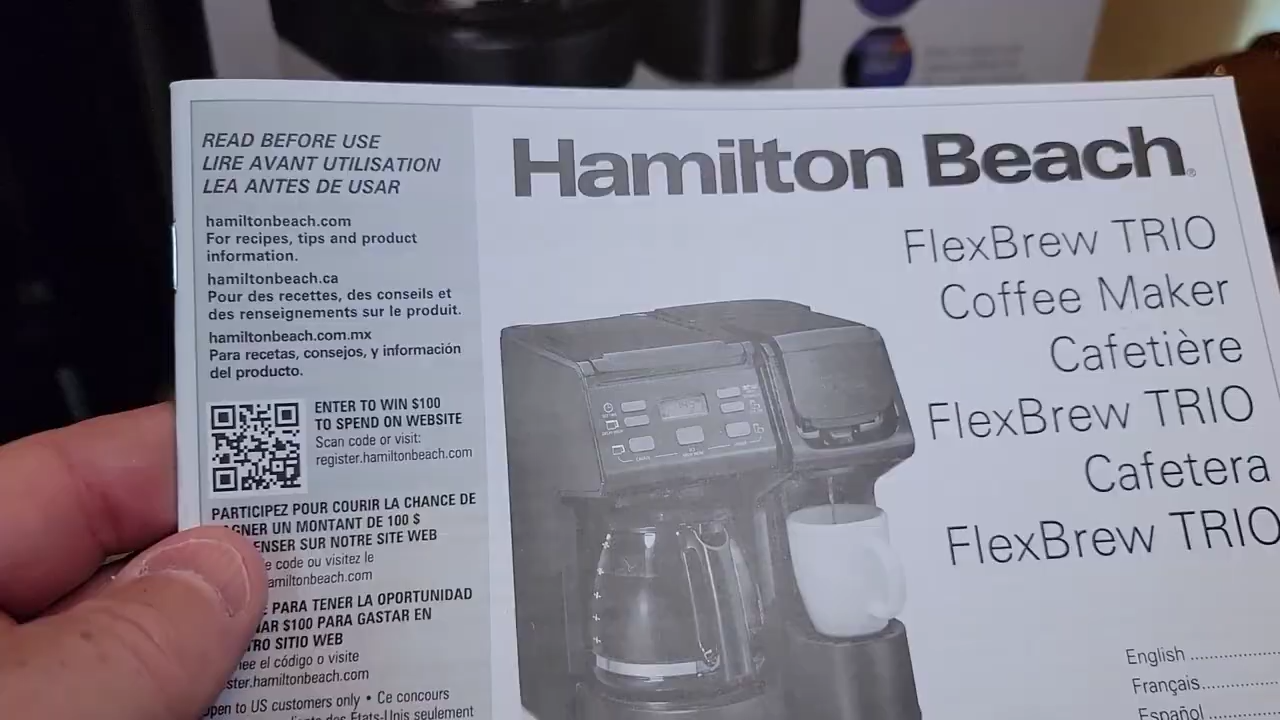 READ BEFORE USE
LIRE AVANT UTILISATION
LEA ANTES DE USAR
hamiltonbeach.com
For recipes, tips and product
information.
hamiltonbeach.ca
Pour des recettes, des conseils et
des renseignements sur le produit.
hamiltonbeach.com.mx
Para recetas, consejos, y información
del producto.
ENTER TO WIN $100
TO SPEND ON WEBSITE
Scan code or visit:
register.hamiltonbeach.com
PARTICIPEZ POUR COURIR LA CHANCE DE
GNER UN MONTANT DE 100 $
ENSER SUR NOTRE SITE WEB
code ou visitez le
amiltonbeach.com
PARA TENER LA OPORTUNIDAD
AR $100 PARA GASTAR EN
TRO SITIO WEB
ee el código o visite
ster.hamiltonbeach.com
pen to US customers only • Ce concours
des États-Unis seulement
Hamilton Beach®
FlexBrew TRIO
Coffee Maker
Cafetière
FlexBrew TRIO
Cafetera
FlexBrew TRIO
English ..............
Français..............
Español ..............